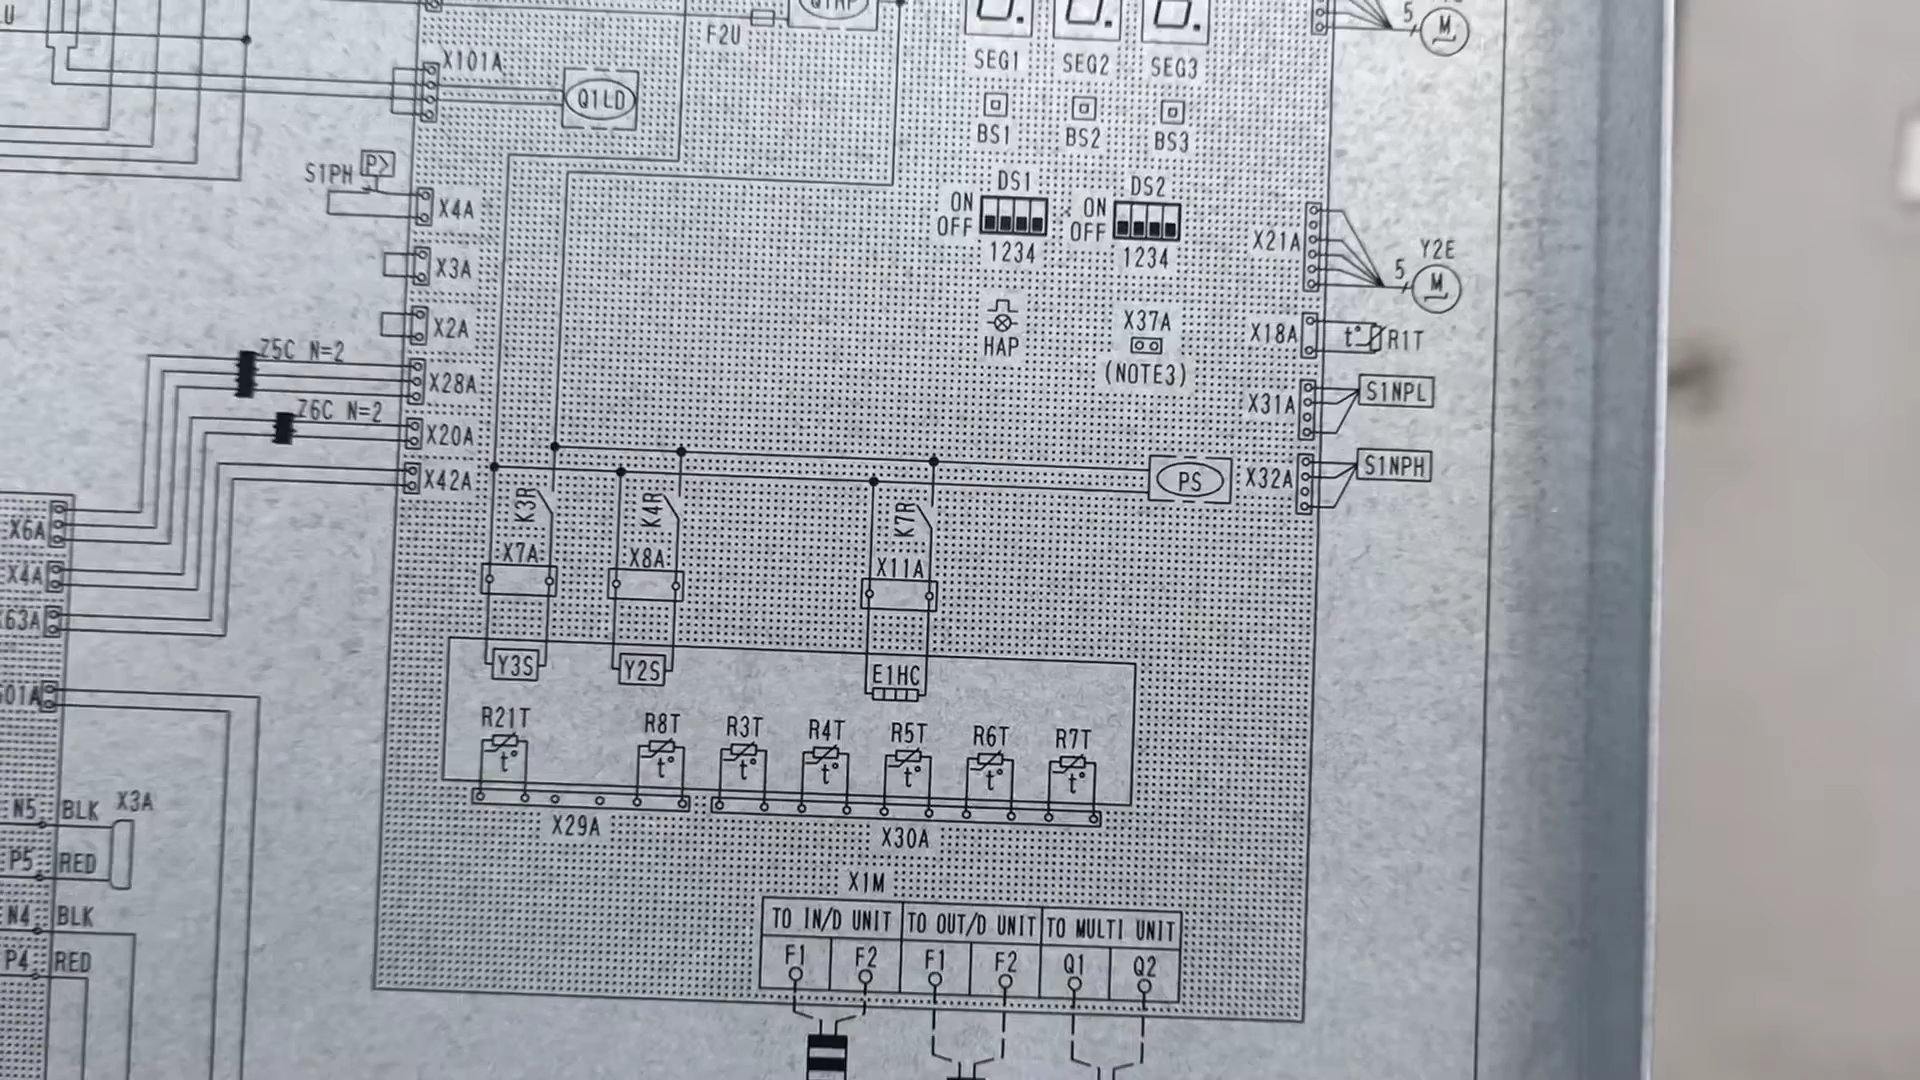 F2U
SEG1 SEG2 SEG3
X101A
Q1LD
BS1 BS2 BS3
S1PH P>
X4A
DS1 DS2
ON ON
OFF OFF
1234 1234
X3A
X21A
Y2E
5
M
5
M
X2A
HAP
X37A
(NOTE3)
X18A t° R1T
Z5C N=2
X28A
X31A S1NPL
Z6C N=2
X20A
X42A
PS
X32A S1NPH
K3R K4R K7R
X6A
X7A X8A X11A
X4A
X63A
Y3S Y2S E1HC
R21T R8T R3T R4T R5T R6T R7T
t° t° t° t° t° t° t°
X29A X30A
N5 BLK X3A
P5 RED
N4 BLK
P4 RED
X1M
TO IN/D UNIT TO OUT/D UNIT TO MULTI UNIT
F1 F2 F1 F2 Q1 Q2